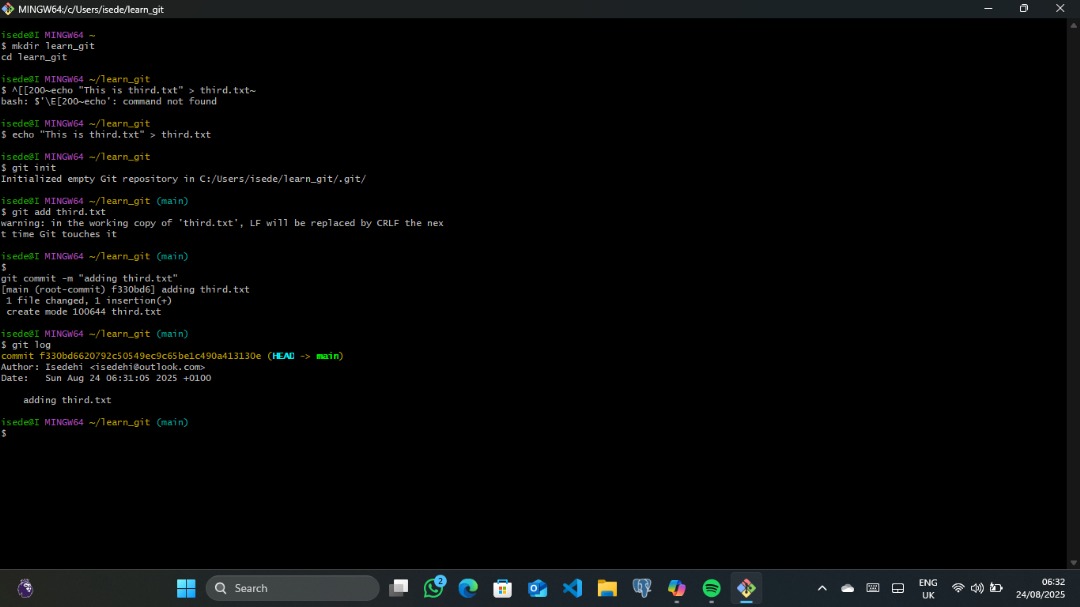 MINGW64:/c/Users/isede/learn_git
isede@I MINGW64 ~
$ mkdir learn_git
cd learn_git
isede@I MINGW64 ~/learn_git
$ ^[[200~echo "This is third.txt" > third.txt~
bash: $'\E[200~echo': command not found
isede@I MINGW64 ~/learn_git
$ echo "This is third.txt" > third.txt
isede@I MINGW64 ~/learn_git
$ git init
Initialized empty Git repository in C:/Users/isede/learn_git/.git/
isede@I MINGW64 ~/learn_git (main)
$ git add third.txt
warning: in the working copy of 'third.txt', LF will be replaced by CRLF the nex
t time Git touches it
isede@I MINGW64 ~/learn_git (main)
$
git commit -m "adding third.txt"
[main (root-commit) f330bd6] adding third.txt
 1 file changed, 1 insertion(+)
 create mode 100644 third.txt
isede@I MINGW64 ~/learn_git (main)
$ git log
commit f330bd6620792c50549ec9c65be1c490a413130e (HEAD -> main)
Author: Isedehi <isedehi@outlook.com>
Date:   Sun Aug 24 06:31:05 2025 +0100
    adding third.txt
isede@I MINGW64 ~/learn_git (main)
$
Search
2
ENG
UK
06:32
24/08/2025